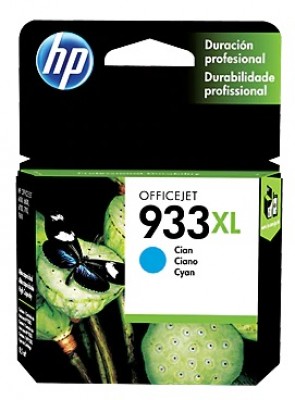 hp
Duración
profesional
Durabilidade
profissional
OFFICEJET
933XL
Cian
Ciano
Cyan